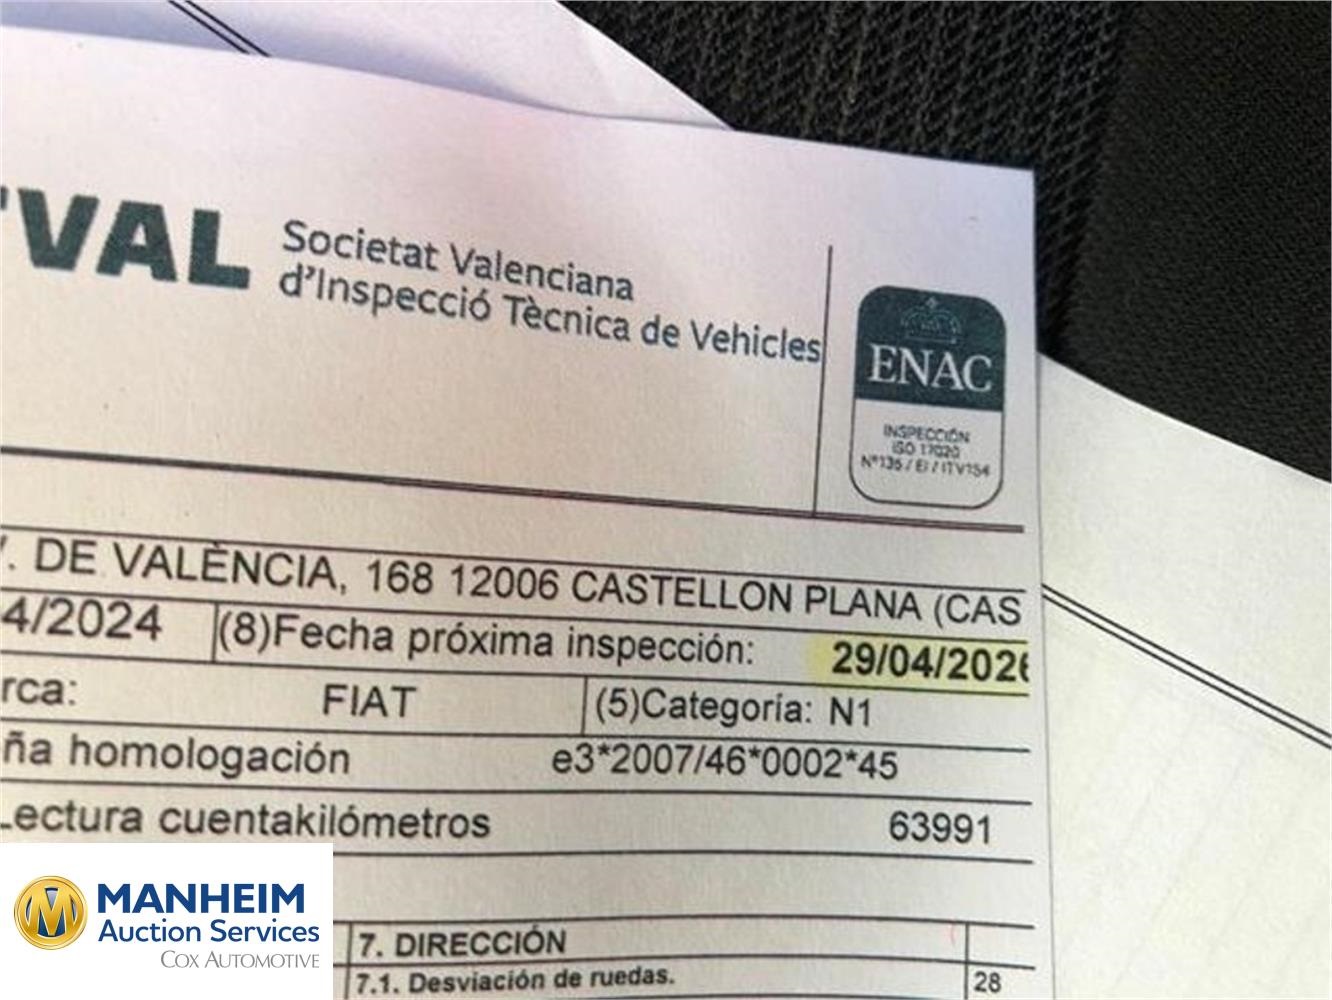 TVAL
Societat Valenciana
d'Inspecció Tècnica de Vehicles
ENAC
INSPECCIÓN
ISO 17020
Nº135 / EI / ITV154
. DE VALÈNCIA, 168 12006 CASTELLON PLANA (CAS
4/2024 (8)Fecha próxima inspección: 29/04/2026
rca: FIAT (5)Categoría: N1
ña homologación e3*2007/46*0002*45
Lectura cuentakilómetros 63991
7. DIRECCIÓN
7.1. Desviación de ruedas. 28
MANHEIM
Auction Services
COX AUTOMOTIVE